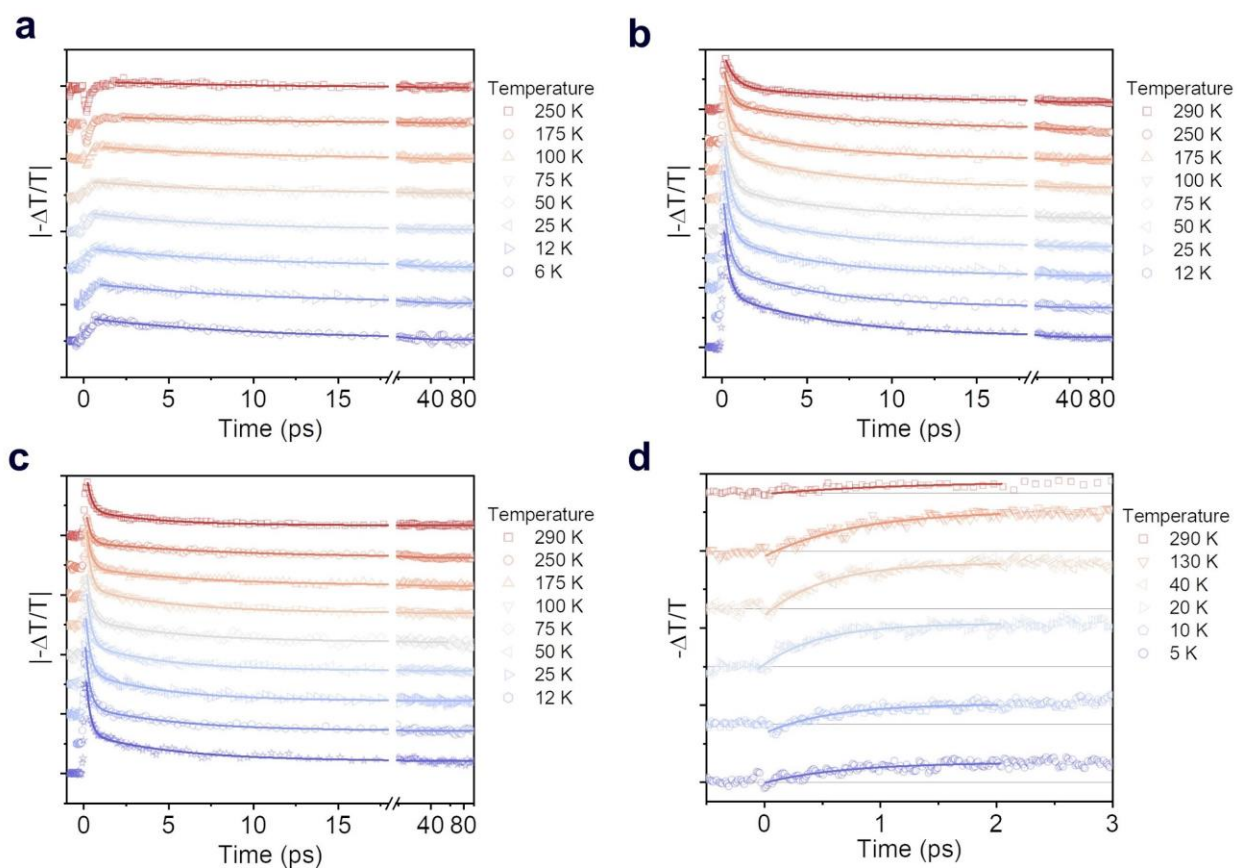 a
|-ΔT/T|
Temperature
250 K
175 K
100 K
75 K
50 K
25 K
12 K
6 K
0 5 10 15 40 80
Time (ps)
b
|-ΔT/T|
Temperature
290 K
250 K
175 K
100 K
75 K
50 K
25 K
12 K
0 5 10 15 40 80
Time (ps)
c
|-ΔT/T|
Temperature
290 K
250 K
175 K
100 K
75 K
50 K
25 K
12 K
0 5 10 15 40 80
Time (ps)
d
-ΔT/T
Temperature
290 K
130 K
40 K
20 K
10 K
5 K
0 1 2 3
Time (ps)